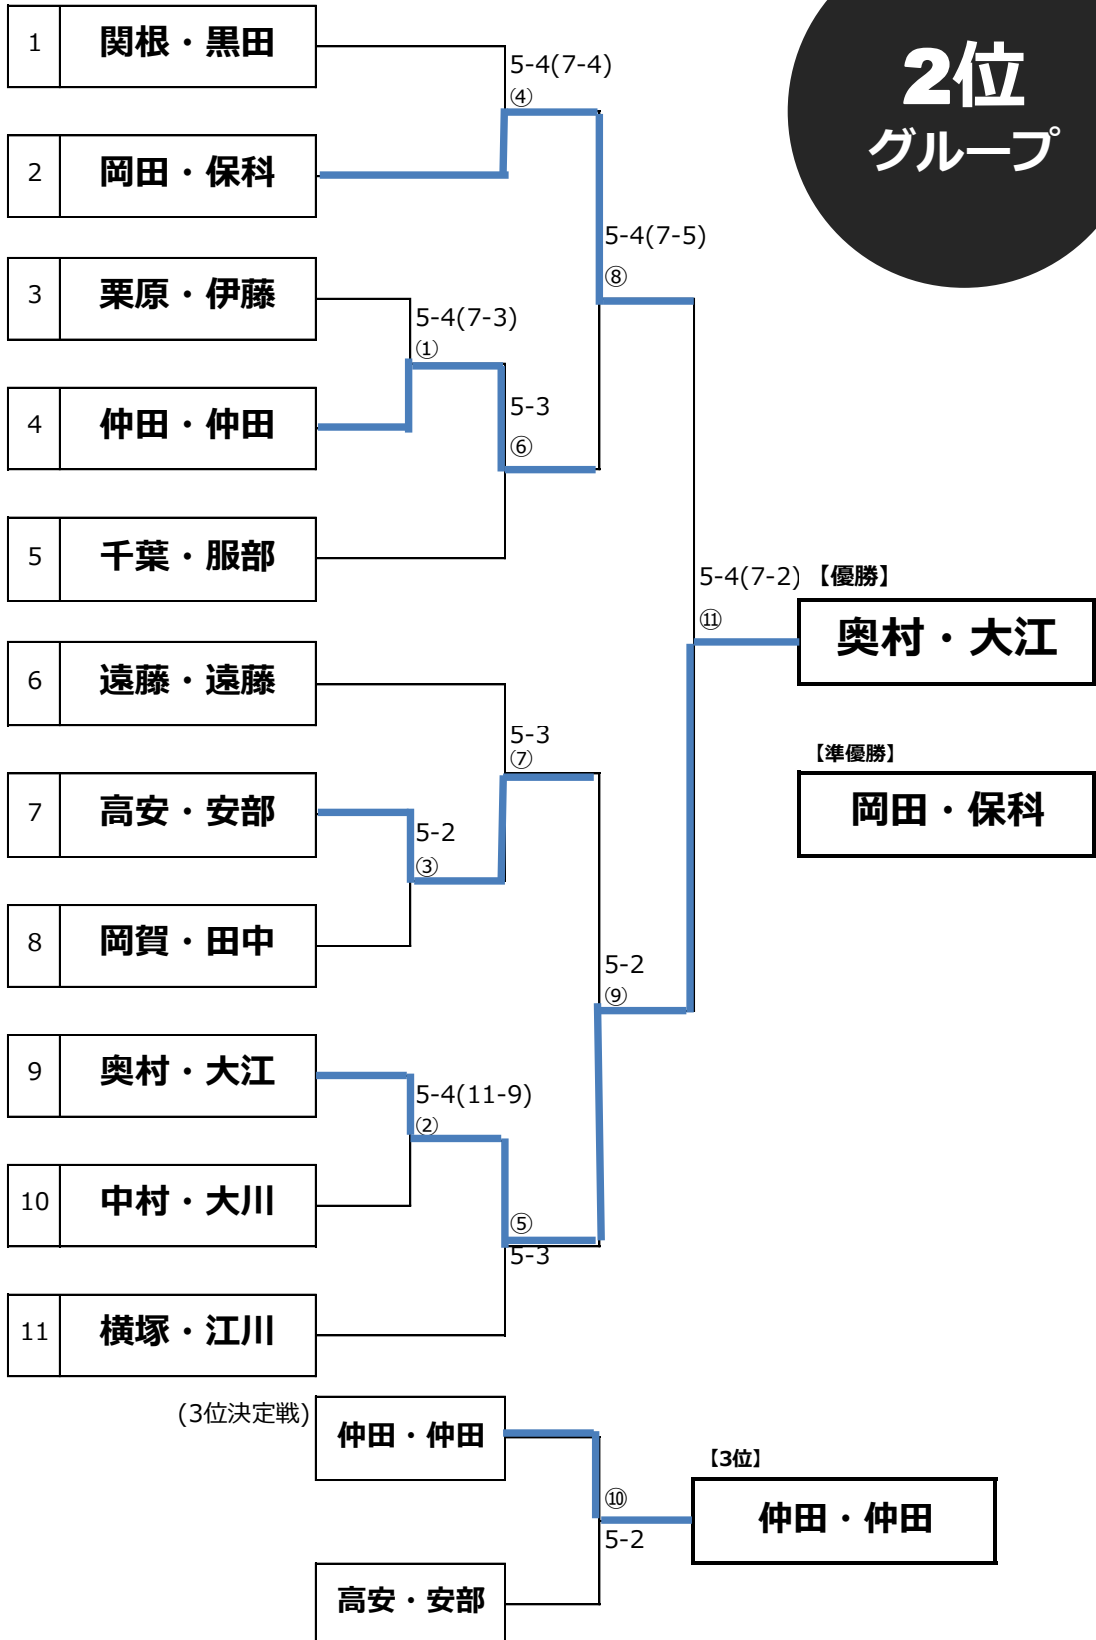 2位
グループ
1 関根・黒田
5-4(7-4)
④
2 岡田・保科
5-4(7-5)
⑧
3 栗原・伊藤
5-4(7-3)
①
4 仲田・仲田
5-3
⑥
5 千葉・服部
5-4(7-2) 【優勝】
⑪
奥村・大江
6 遠藤・遠藤
5-3
⑦
【準優勝】
岡田・保科
7 高安・安部
5-2
③
8 岡賀・田中
5-2
⑨
9 奥村・大江
5-4(11-9)
②
10 中村・大川
⑤
5-3
11 横塚・江川
(3位決定戦)
仲田・仲田
【3位】
⑩
仲田・仲田
5-2
高安・安部